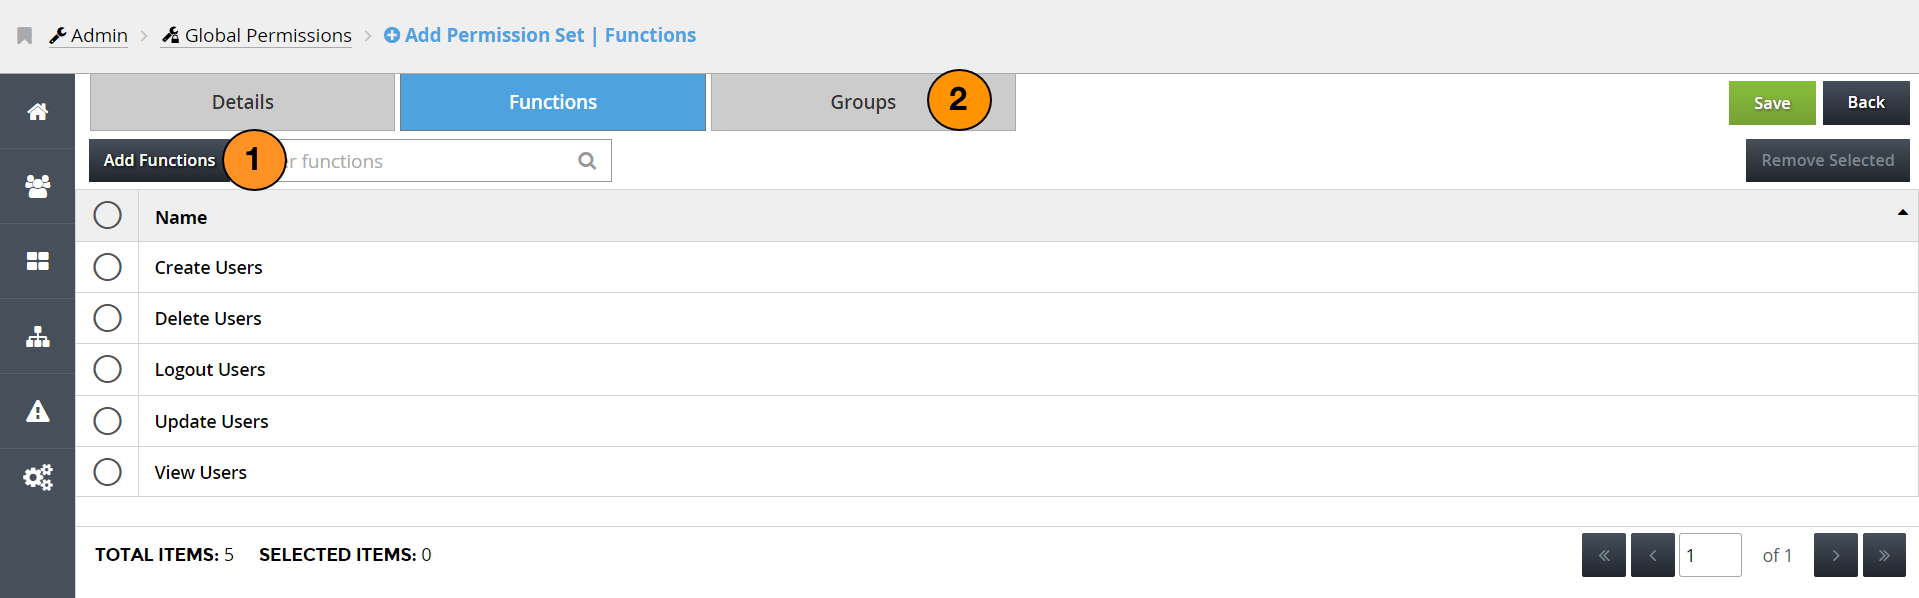 Admin > Global Permissions > Add Permission Set | Functions
Details Functions Groups 2 Save Back
Add Functions 1 r functions Remove Selected
Name
Create Users
Delete Users
Logout Users
Update Users
View Users
TOTAL ITEMS: 5 SELECTED ITEMS: 0 « < 1 of 1 > »